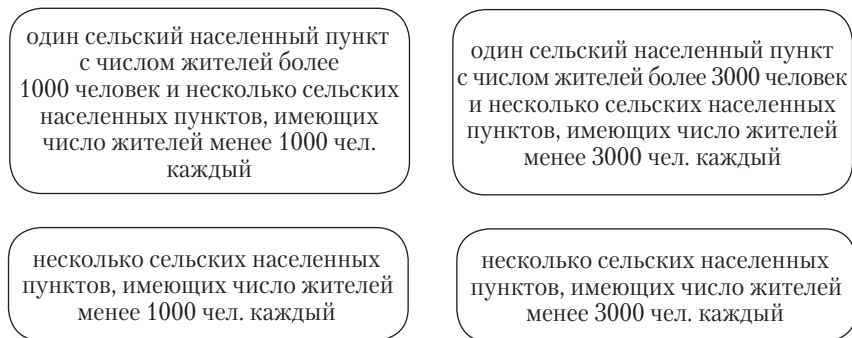 один сельский населенный пункт
с числом жителей более
1000 человек и несколько сельских
населенных пунктов, имеющих
число жителей менее 1000 чел.
каждый
один сельский населенный пункт
с числом жителей более 3000 человек
и несколько сельских населенных
пунктов, имеющих число жителей
менее 3000 чел. каждый
несколько сельских населенных
пунктов, имеющих число жителей
менее 1000 чел. каждый
несколько сельских населенных
пунктов, имеющих число жителей
менее 3000 чел. каждый